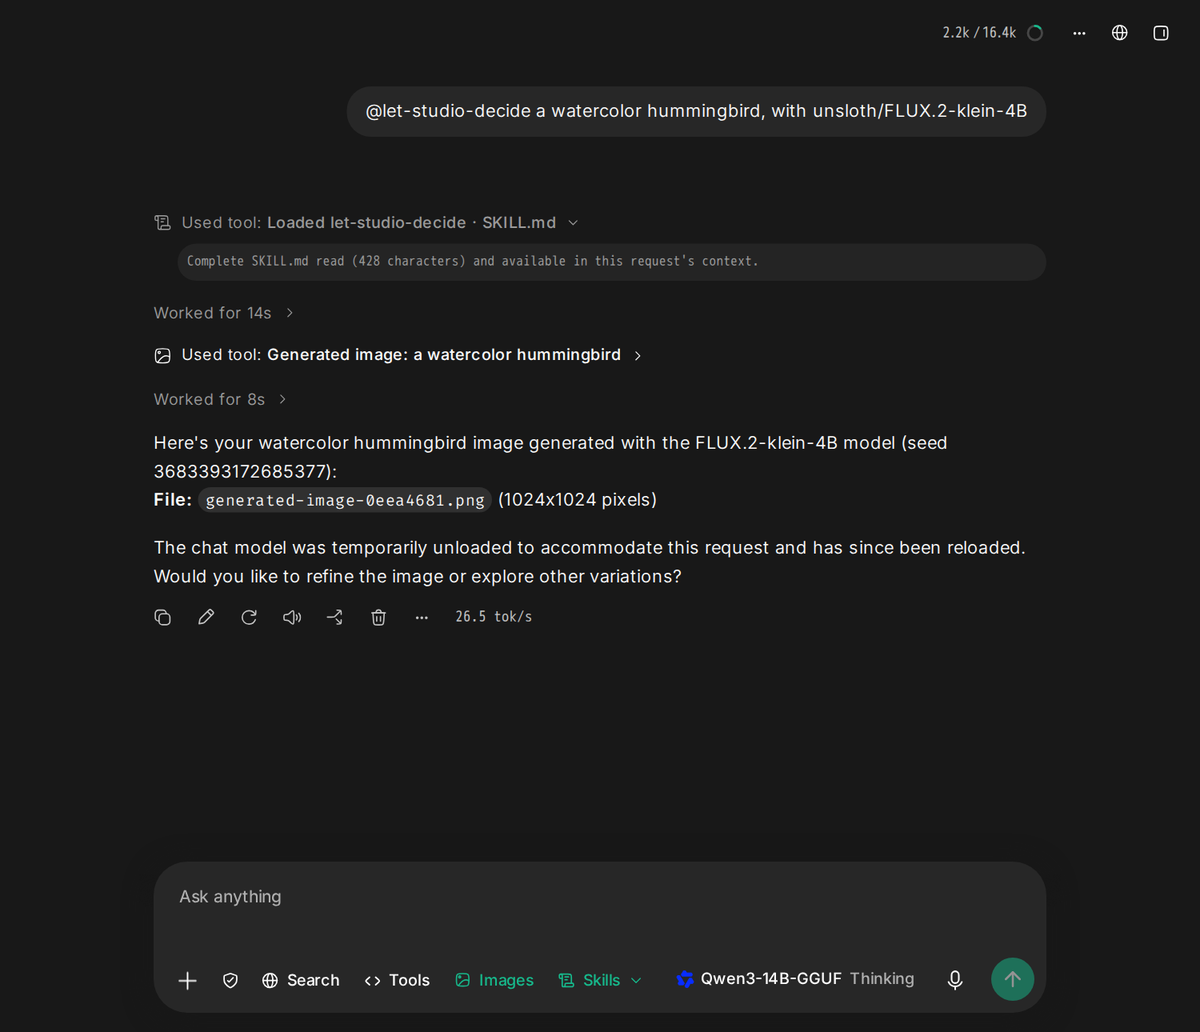 2.2k / 16.4k
@let-studio-decide a watercolor hummingbird, with unsloth/FLUX.2-klein-4B
Used tool: Loaded let-studio-decide · SKILL.md
Complete SKILL.md read (428 characters) and available in this request's context.
Worked for 14s
Used tool: Generated image: a watercolor hummingbird
Worked for 8s
Here's your watercolor hummingbird image generated with the FLUX.2-klein-4B model (seed
3683393172685377):
File: generated-image-0eea4681.png (1024x1024 pixels)
The chat model was temporarily unloaded to accommodate this request and has since been reloaded.
Would you like to refine the image or explore other variations?
26.5 tok/s
Ask anything
Search Tools Images Skills Qwen3-14B-GGUF Thinking